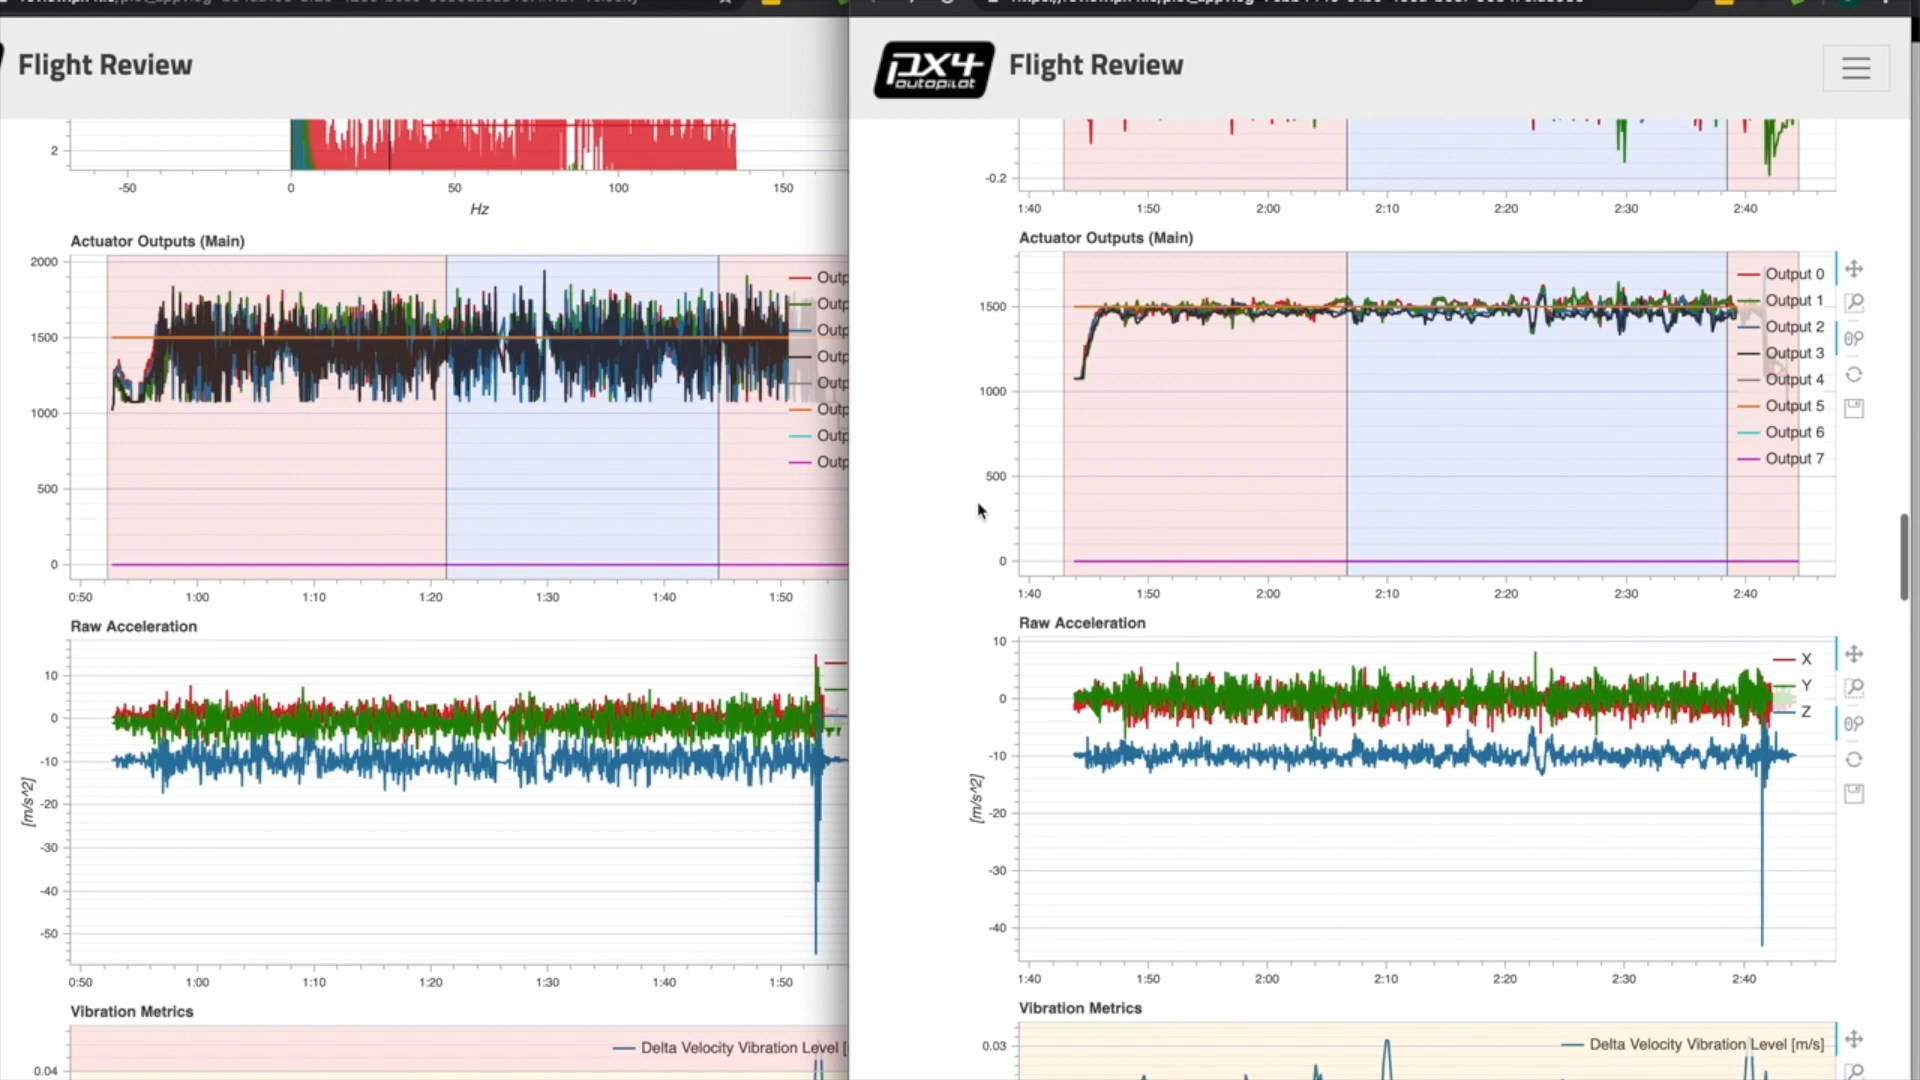 Flight Review
2
-50
0
50
100
150
Hz
Actuator Outputs (Main)
2000
1500
1000
500
0
Outp
Outp
Outp
Outp
Outp
Outp
Outp
Outp
0:50
1:00
1:10
1:20
1:30
1:40
1:50
Raw Acceleration
10
0
-10
-20
-30
-40
-50
[m/s^2]
0:50
1:00
1:10
1:20
1:30
1:40
1:50
Vibration Metrics
Delta Velocity Vibration Level [
0.04
px4
autopilot
Flight Review
-0.2
1:40
1:50
2:00
2:10
2:20
2:30
2:40
Actuator Outputs (Main)
1500
1000
500
0
Output 0
Output 1
Output 2
Output 3
Output 4
Output 5
Output 6
Output 7
1:40
1:50
2:00
2:10
2:20
2:30
2:40
Raw Acceleration
10
0
-10
-20
-30
-40
[m/s^2]
X
Y
Z
1:40
1:50
2:00
2:10
2:20
2:30
2:40
Vibration Metrics
0.03
Delta Velocity Vibration Level [m/s]